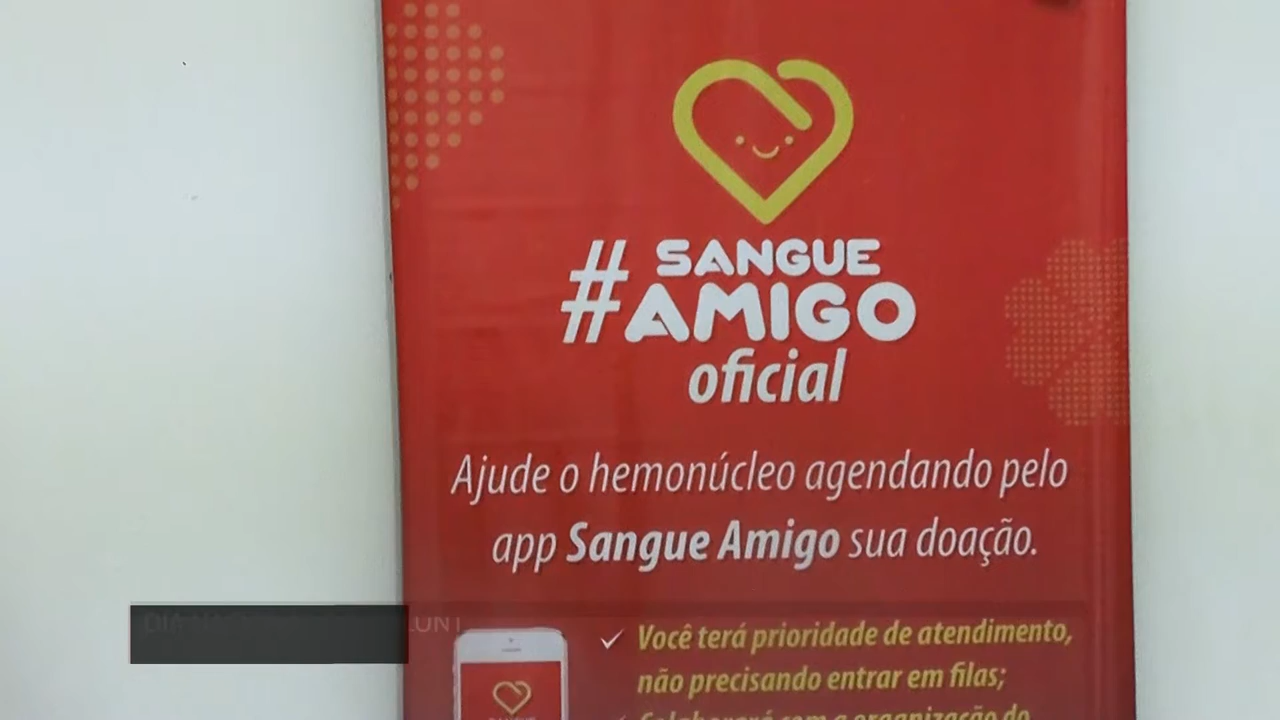 #SANGUE
AMIGO
oficial
Ajude o hemonúcleo agendando pelo
app Sangue Amigo sua doação.
Você terá prioridade de atendimento,
não precisando entrar em filas;
SANGUE